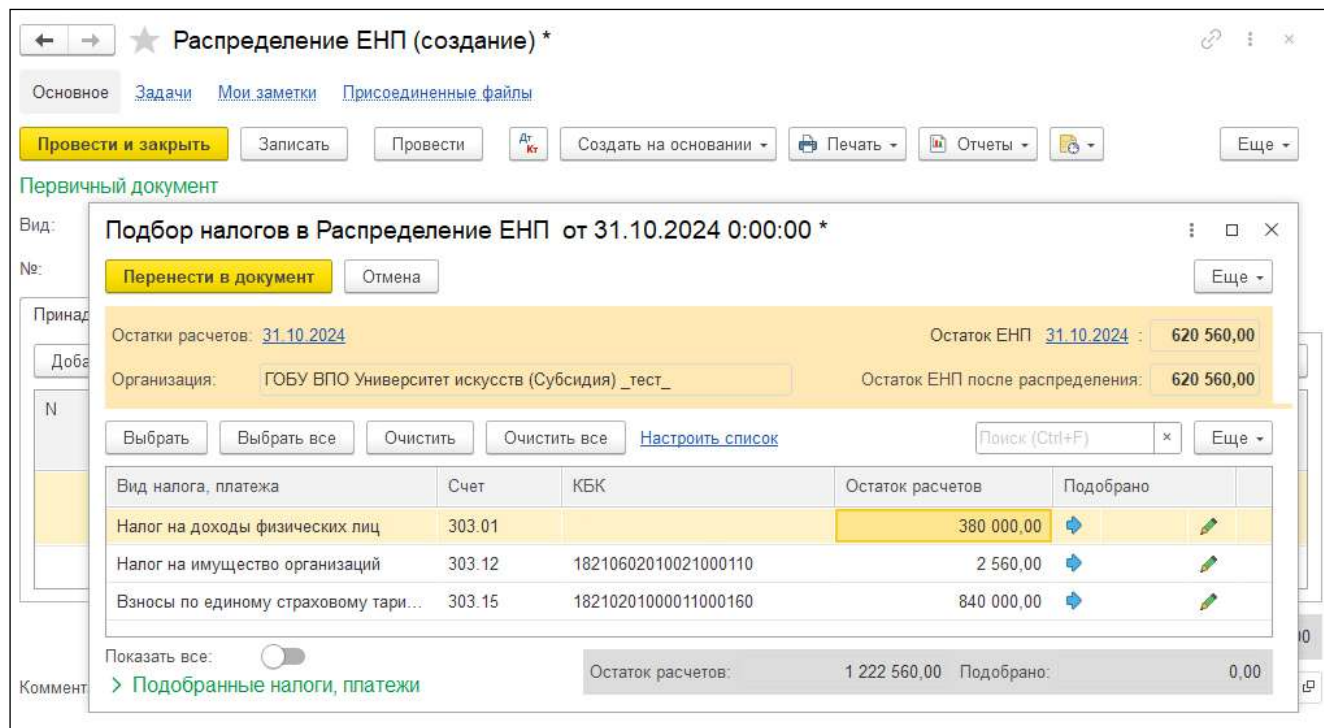 Распределение ЕНП (создание) *
Основное Задачи Мои заметки Присоединенные файлы
Провести и закрыть Записать Провести Дт Кт Создать на основании Печать Отчеты Еще
Первичный документ
Вид:
Подбор налогов в Распределение ЕНП от 31.10.2024 0:00:00 *
№:
Перенести в документ Отмена Еще
Принад
Остатки расчетов: 31.10.2024 Остаток ЕНП 31.10.2024 : 620 560,00
Доба
Организация: ГОБУ ВПО Университет искусств (Субсидия) _тест_ Остаток ЕНП после распределения: 620 560,00
N
Выбрать Выбрать все Очистить Очистить все Настроить список Поиск (Ctrl+F) × Еще
Вид налога, платежа Счет КБК Остаток расчетов Подобрано
Налог на доходы физических лиц 303.01 380 000,00
Налог на имущество организаций 303.12 18210602010021000110 2 560,00
Взносы по единому страховому тари... 303.15 18210201000011000160 840 000,00
Показать все:
Остаток расчетов: 1 222 560,00 Подобрано: 0,00
Коммент
> Подобранные налоги, платежи